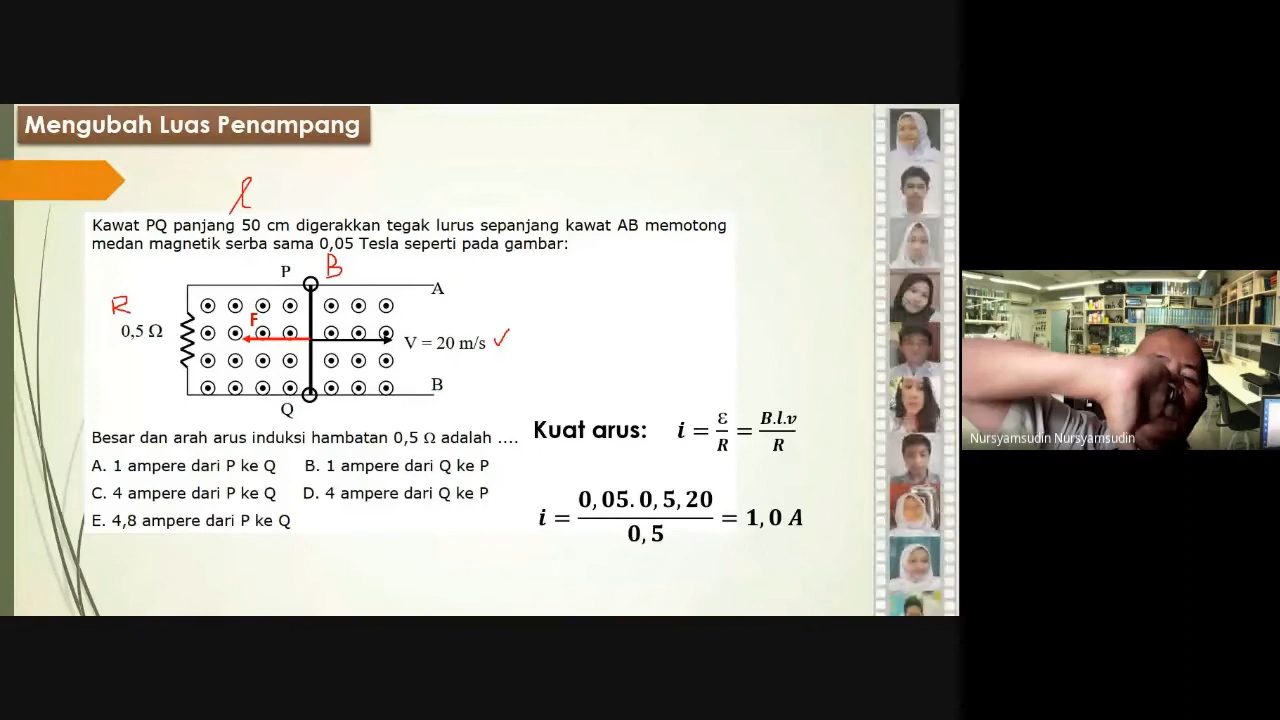 Mengubah Luas Penampang
l
Kawat PQ panjang 50 cm digerakkan tegak lurus sepanjang kawat AB memotong
medan magnetik serba sama 0,05 Tesla seperti pada gambar:
B
P
A
R
F
0,5 Ω
V = 20 m/s ✓
B
Q
Besar dan arah arus induksi hambatan 0,5 Ω adalah ....
A. 1 ampere dari P ke Q B. 1 ampere dari Q ke P
C. 4 ampere dari P ke Q D. 4 ampere dari Q ke P
E. 4,8 ampere dari P ke Q
Kuat arus: i = ε/R = B.l.v/R
i = 0,05.0,5,20/0,5 = 1,0 A
Nursyamsudin Nursyamsudin